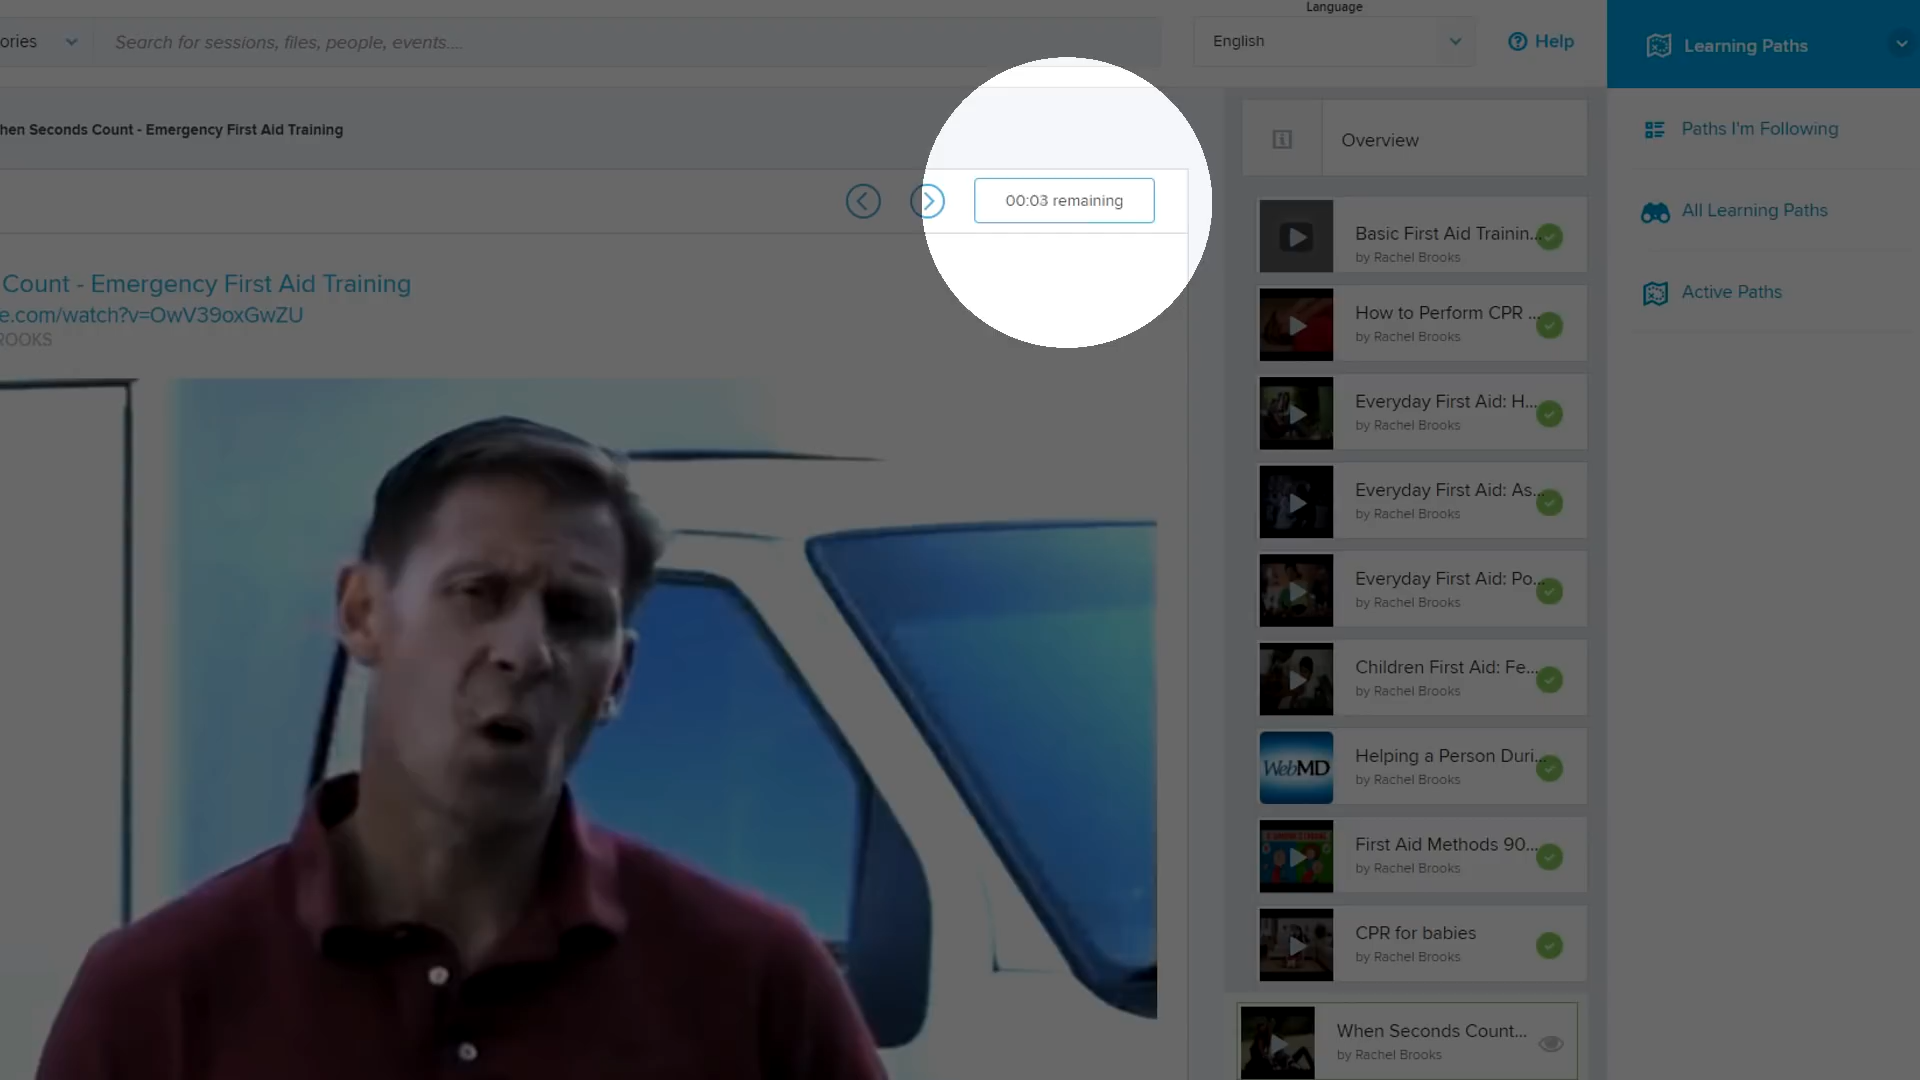 Language
ories
Search for sessions, files, people, events....
English
Help
Learning Paths
hen Seconds Count - Emergency First Aid Training
00:03 remaining
Count - Emergency First Aid Training
e.com/watch?v=OwV39oxGwZU
ROOKS
Overview
Basic First Aid Trainin...
by Rachel Brooks
How to Perform CPR ...
by Rachel Brooks
Everyday First Aid: H...
by Rachel Brooks
Everyday First Aid: As...
by Rachel Brooks
Everyday First Aid: Po...
by Rachel Brooks
Children First Aid: Fe...
by Rachel Brooks
WebMD
Helping a Person Duri...
by Rachel Brooks
First Aid Methods 90...
by Rachel Brooks
CPR for babies
by Rachel Brooks
When Seconds Count...
by Rachel Brooks
Paths I'm Following
All Learning Paths
Active Paths